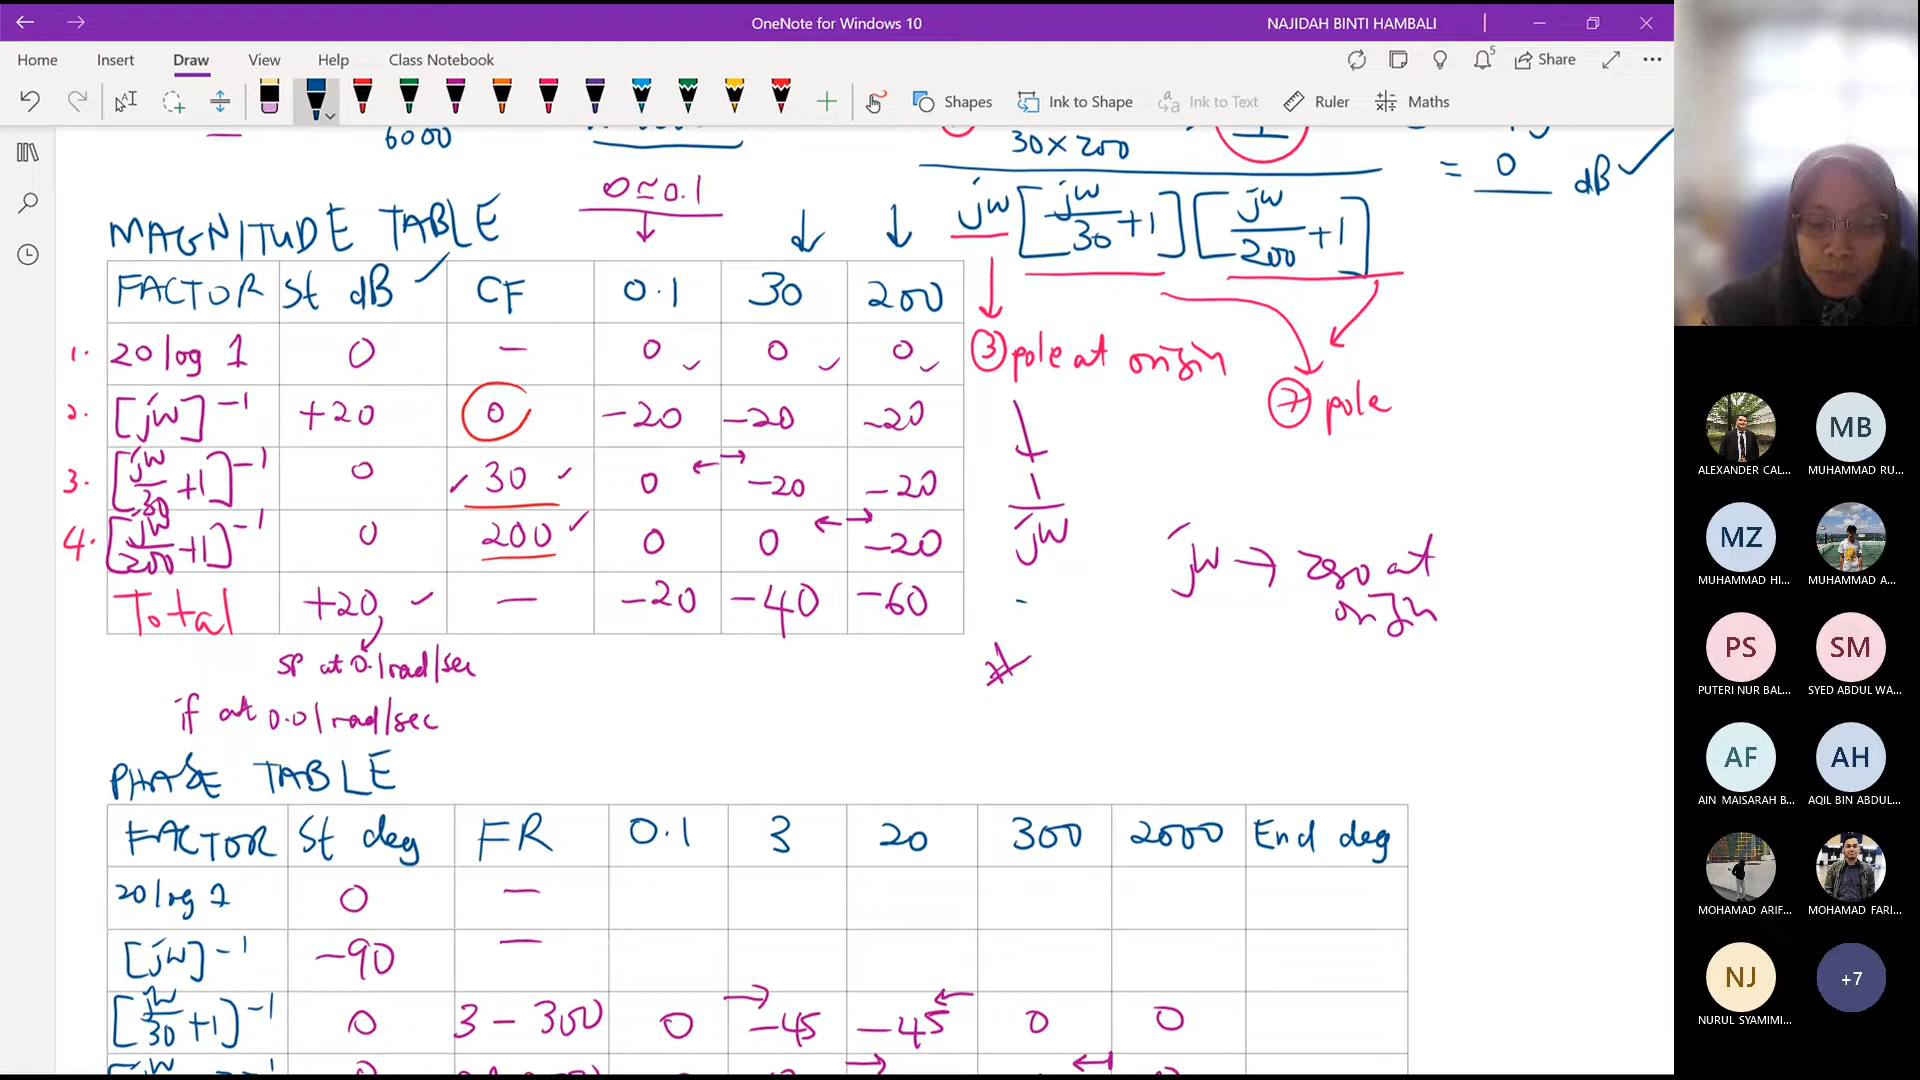 OneNote for Windows 10
NAJIDAH BINTI HAMBALI
Home Insert Draw View Help Class Notebook
5 Share
Shapes Ink to Shape Ink to Text Ruler Maths
6000
30×200
= 0 dB ✓
0≃0.1
jω [jω/30 +1] [jω/200 +1]
MAGNITUDE TABLE
FACTOR St dB ✓ CF 0.1 30 200
1. 20 log 1 0 — 0 0 0
2. [jω]⁻¹ +20 0 -20 -20 -20
3. [jω/30 +1]⁻¹ 0 30 0 -20 -20
4. [jω/200 +1]⁻¹ 0 200 0 0 -20
Total +20 ✓ — -20 -40 -60
SP at 0.1 rad/sec
if at 0.01 rad/sec
③ pole at origin
⑦ pole
1/jω
jω → zero at
origin
PHASE TABLE
FACTOR St deg FR 0.1 3 20 300 2000 End deg
20 log 1 0 —
[jω]⁻¹ -90 —
[jω/30 +1]⁻¹ 0 3 - 300 0 -45 -45 0 0
ALEXANDER CAL...
MB
MUHAMMAD RU...
MZ
MUHAMMAD HI...
MUHAMMAD A...
PS
PUTERI NUR BAL...
SM
SYED ABDUL WA...
AF
AIN MAISARAH B...
AH
AQIL BIN ABDUL...
MOHAMAD ARIF...
MOHAMAD FARI...
NJ
NURUL SYAMIMI...
+7